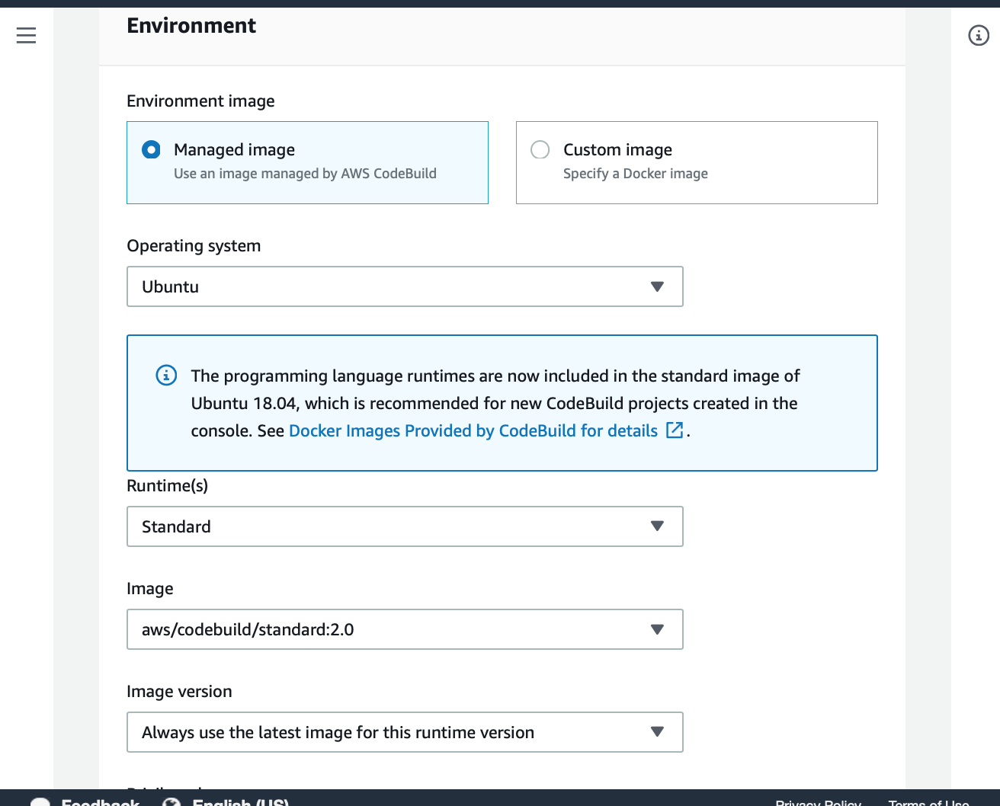 Environment
Environment image
Managed image
Use an image managed by AWS CodeBuild
Custom image
Specify a Docker image
Operating system
Ubuntu
The programming language runtimes are now included in the standard image of
Ubuntu 18.04, which is recommended for new CodeBuild projects created in the
console. See Docker Images Provided by CodeBuild for details .
Runtime(s)
Standard
Image
aws/codebuild/standard:2.0
Image version
Always use the latest image for this runtime version
Feedback
English (US)
Privacy Policy
Terms of Use